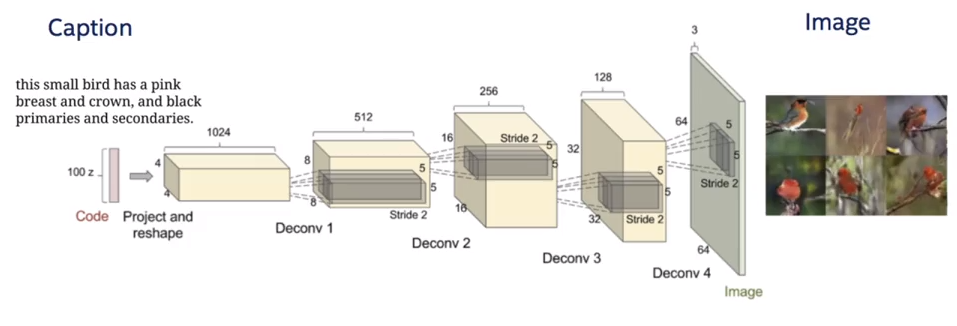 Caption
Image
this small bird has a pink
breast and crown, and black
primaries and secondaries.
100 z
Code
Project and
reshape
1024
4
4
512
8
8
5
5
Stride 2
Deconv 1
256
16
16
Stride 2
5
5
Deconv 2
128
32
32
5
5
Stride 2
Deconv 3
3
64
64
5
5
Stride 2
Deconv 4
Image